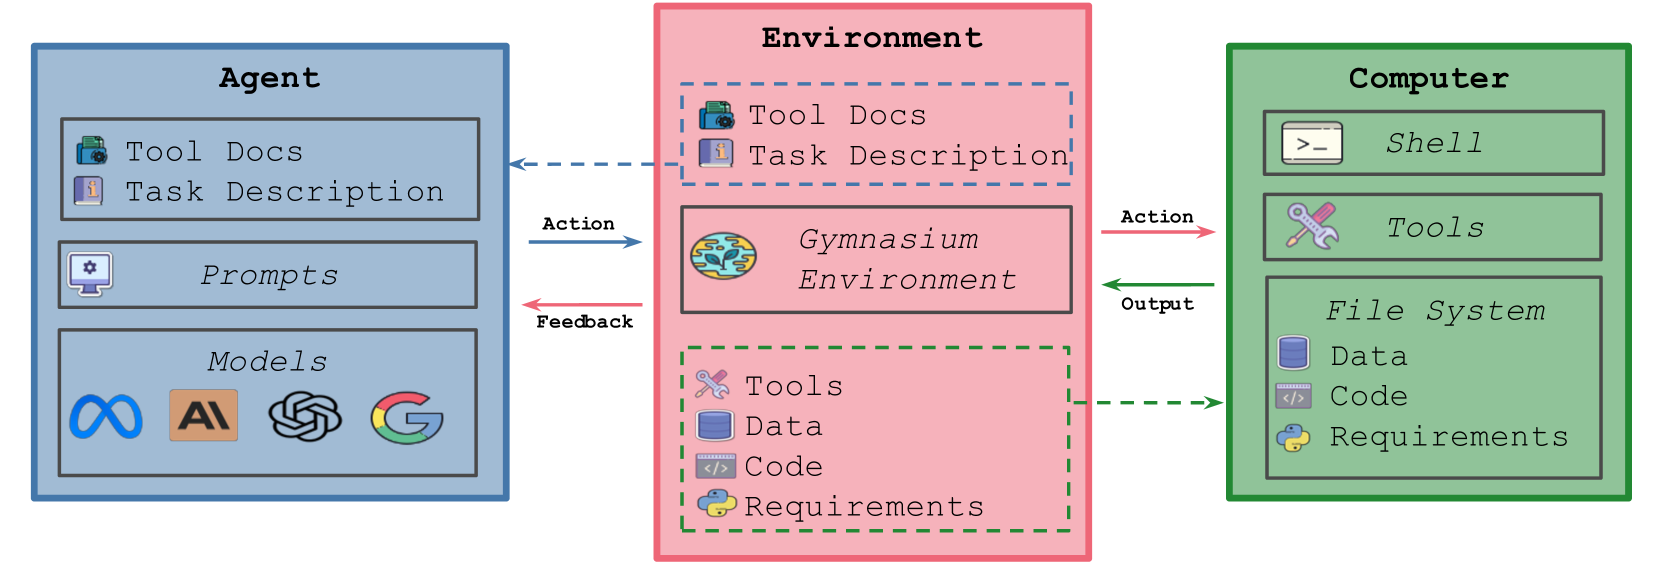 Agent
Tool Docs
Task Description
Prompts
Models
Action
Feedback
Environment
Tool Docs
Task Description
Gymnasium
Environment
Tools
Data
Code
Requirements
Action
Output
Computer
>_
Shell
Tools
File System
Data
Code
Requirements